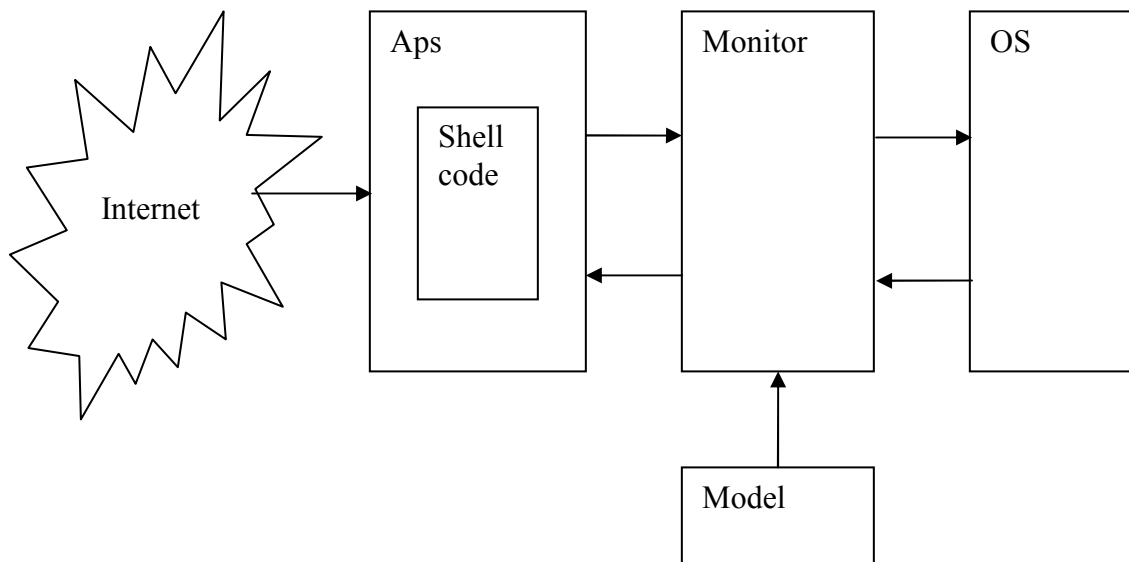 Aps
Monitor
OS
Shell
code
Internet
Model